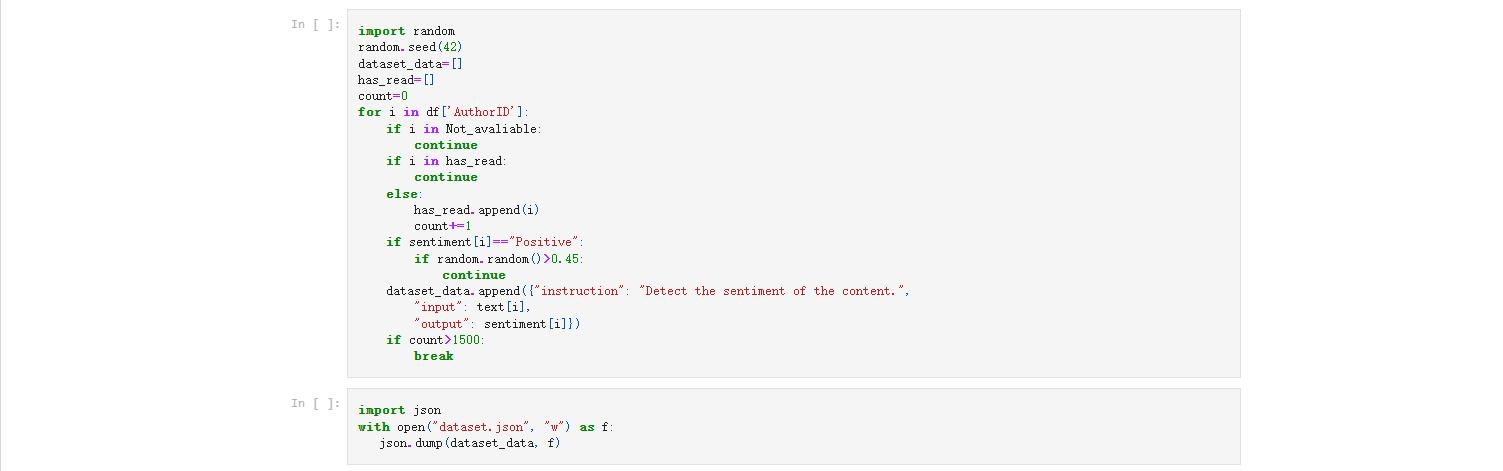 In [ ]:
import random
random.seed(42)
dataset_data=[]
has_read=[]
count=0
for i in df['AuthorID']:
    if i in Not_avaliable:
        continue
    if i in has_read:
        continue
    else:
        has_read.append(i)
        count+=1
    if sentiment[i]=="Positive":
        if random.random()>0.45:
            continue
    dataset_data.append({"instruction": "Detect the sentiment of the content.",
        "input": text[i],
        "output": sentiment[i]})
    if count>1500:
        break
In [ ]:
import json
with open("dataset.json", "w") as f:
   json.dump(dataset_data, f)